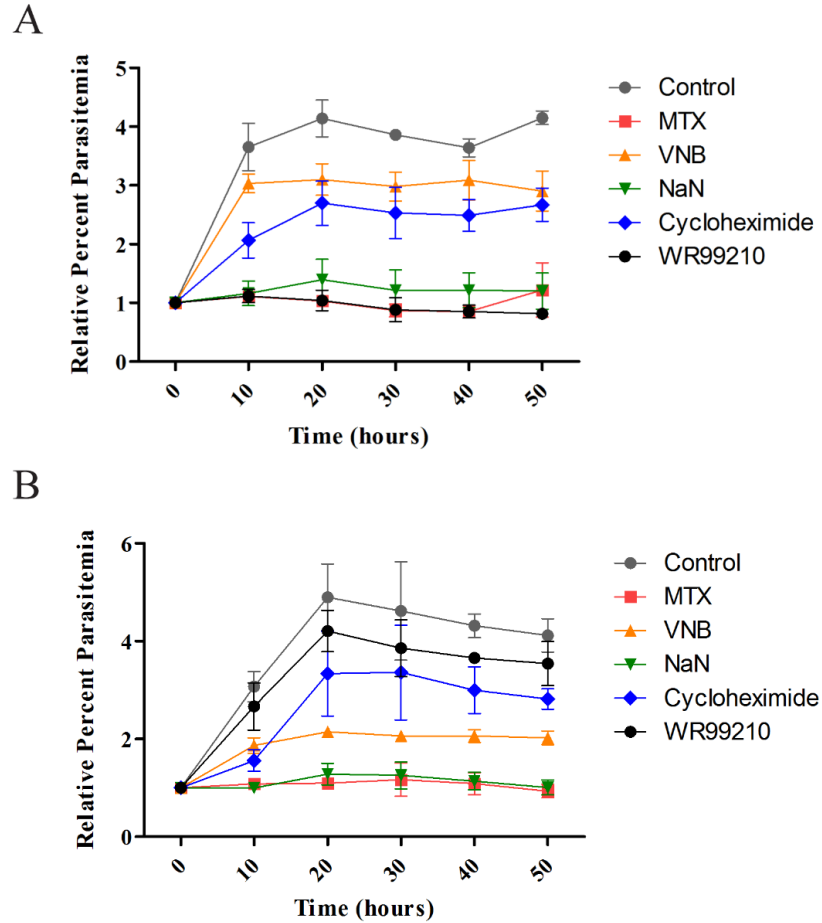 A
Relative Percent Parasitemia
5
4
3
2
1
0
0
10
20
30
40
50
Time (hours)
Control
MTX
VNB
NaN
Cycloheximide
WR99210
B
Relative Percent Parasitemia
6
4
2
0
0
10
20
30
40
50
Time (hours)
Control
MTX
VNB
NaN
Cycloheximide
WR99210